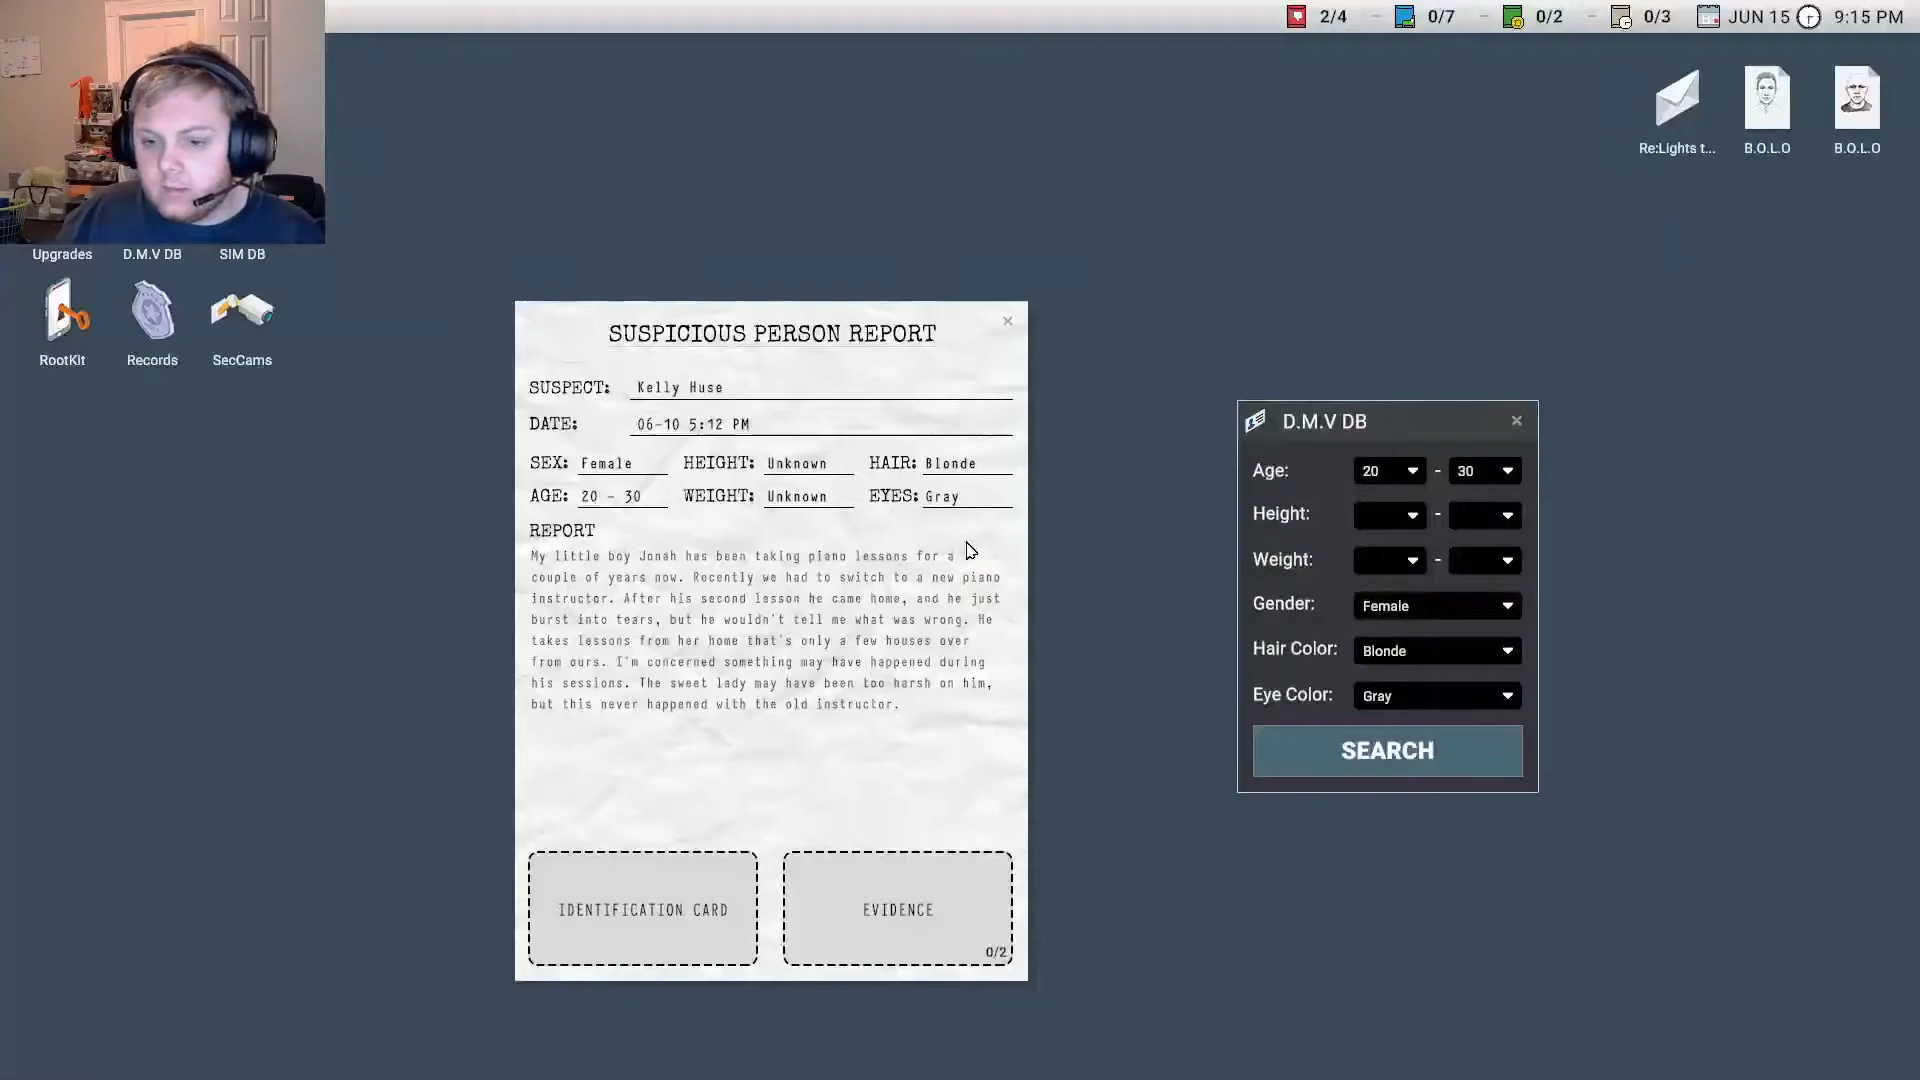 2/4 - 0/7 - 0/2 - 0/3 JUN 15 9:15 PM
Re:Lights t... B.O.L.O B.O.L.O
Upgrades D.M.V DB SIM DB
RootKit Records SecCams
SUSPICIOUS PERSON REPORT
SUSPECT: Kelly Huse
DATE: 06-10 5:12 PM
SEX: Female HEIGHT: Unknown HAIR: Blonde
AGE: 20 - 30 WEIGHT: Unknown EYES: Gray
REPORT
My little boy Jonah has been taking piano lessons for a
couple of years now. Recently we had to switch to a new piano
instructor. After his second lesson he came home, and he just
burst into tears, but he wouldn't tell me what was wrong. He
takes lessons from her home that's only a few houses over
from ours. I'm concerned something may have happened during
his sessions. The sweet lady may have been too harsh on him,
but this never happened with the old instructor.
IDENTIFICATION CARD
EVIDENCE
0/2
D.M.V DB
Age: 20 - 30
Height: -
Weight: -
Gender: Female
Hair Color: Blonde
Eye Color: Gray
SEARCH